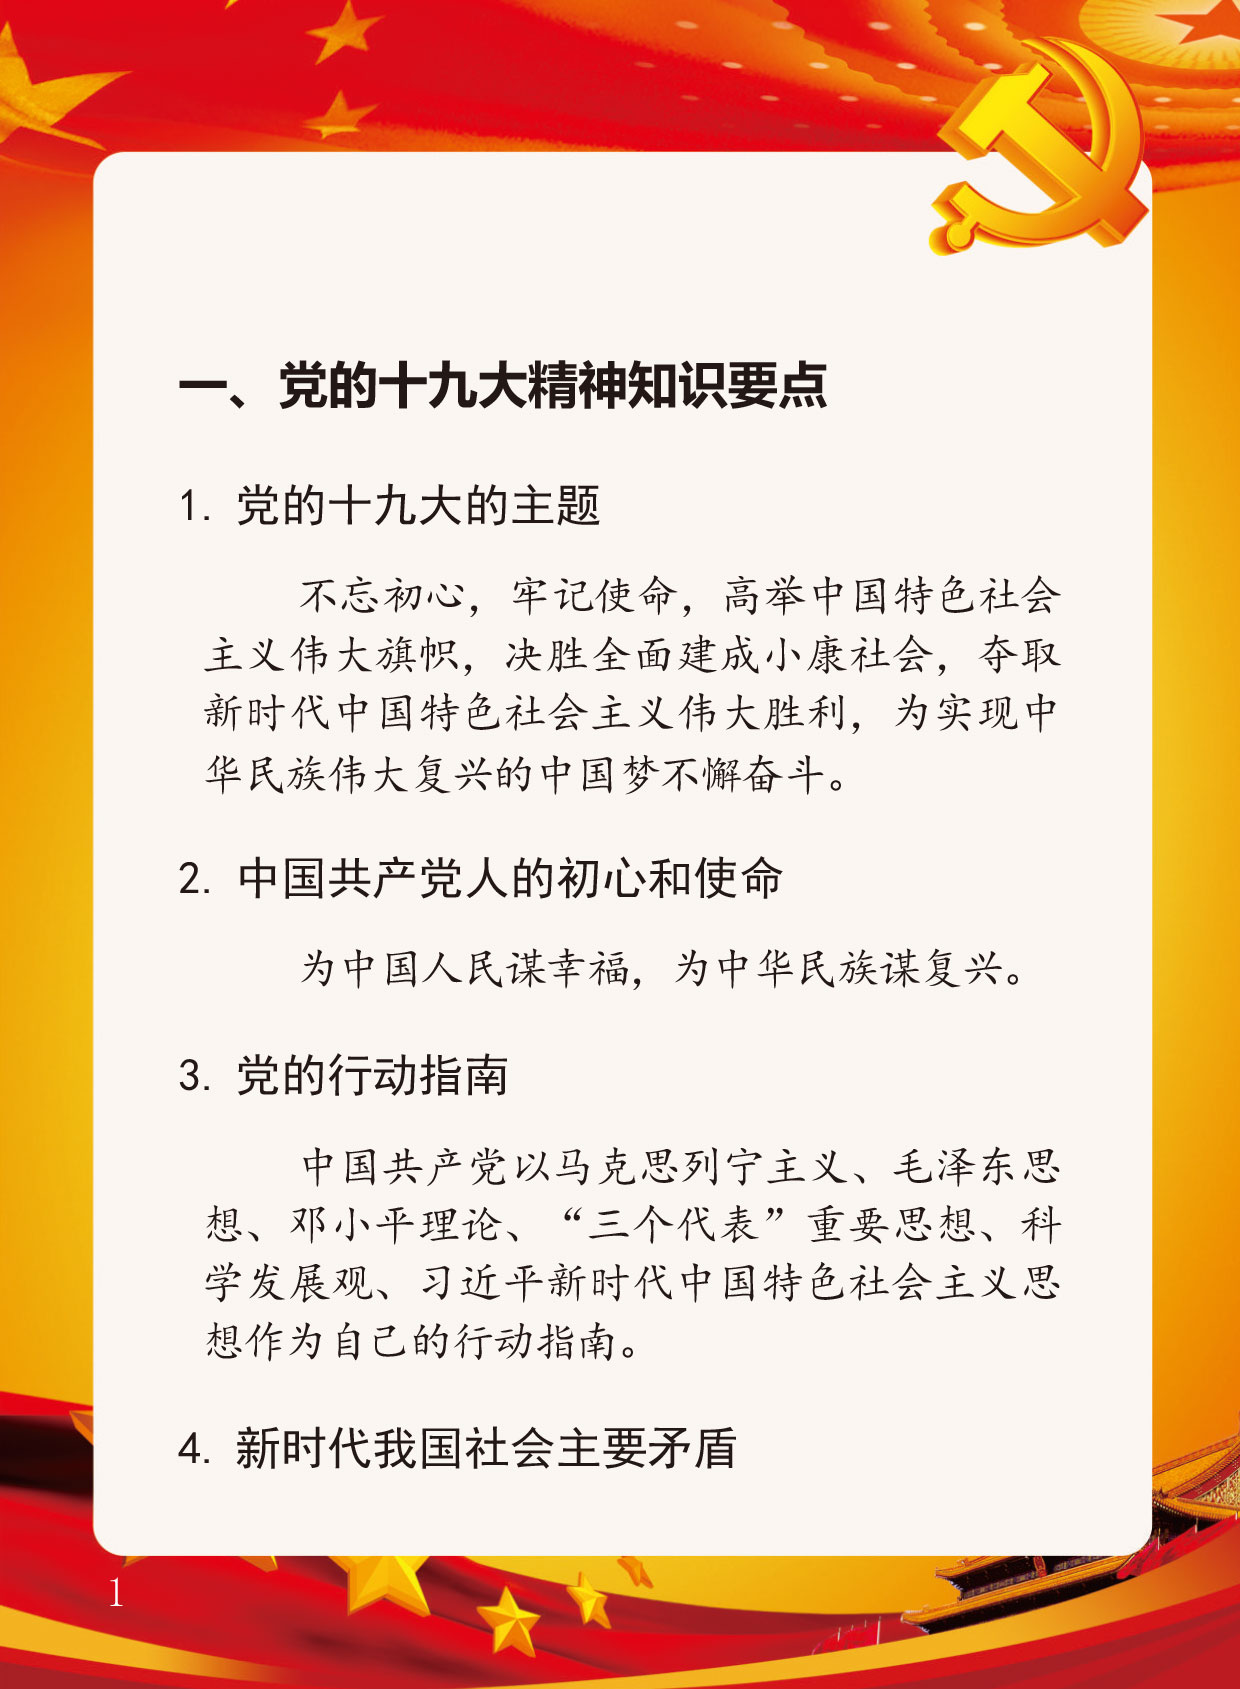 一、党的十九大精神知识要点
1. 党的十九大的主题
不忘初心，牢记使命，高举中国特色社会
主义伟大旗帜，决胜全面建成小康社会，夺取
新时代中国特色社会主义伟大胜利，为实现中
华民族伟大复兴的中国梦不懈奋斗。
2. 中国共产党人的初心和使命
为中国人民谋幸福，为中华民族谋复兴。
3. 党的行动指南
中国共产党以马克思列宁主义、毛泽东思
想、邓小平理论、“三个代表”重要思想、科
学发展观、习近平新时代中国特色社会主义思
想作为自己的行动指南。
4. 新时代我国社会主要矛盾
1